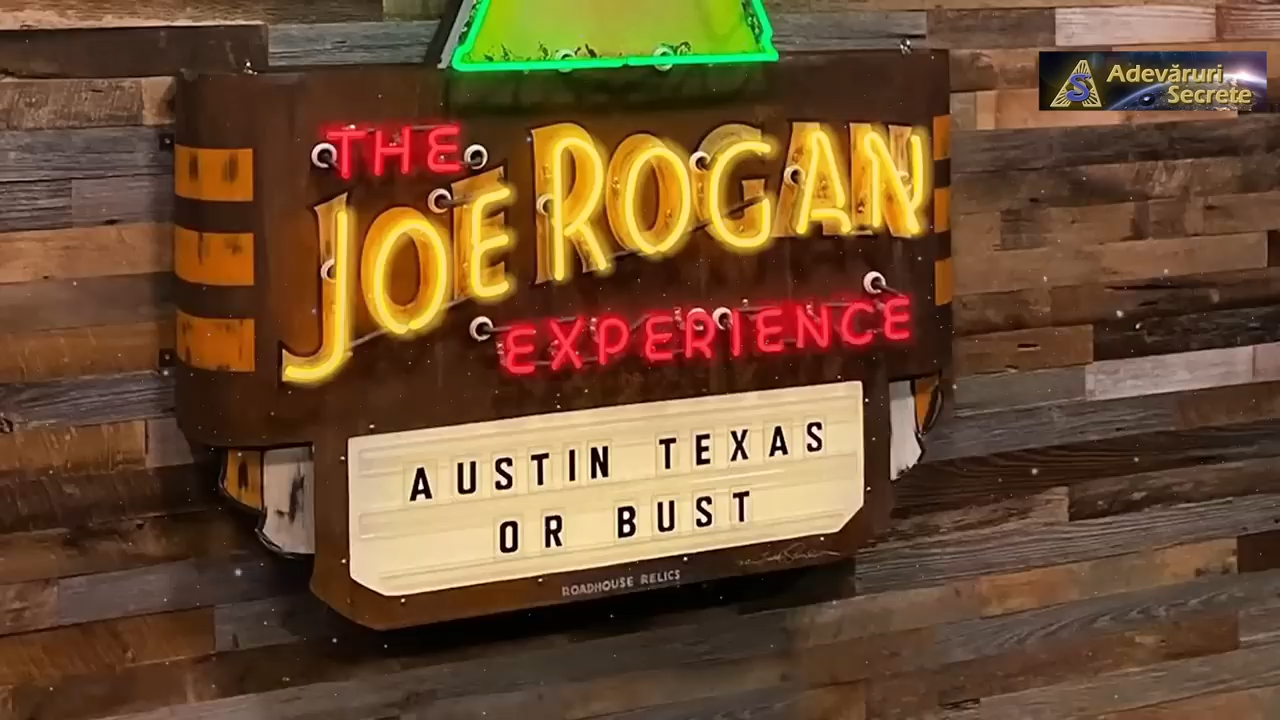 Adevăruri
Secrete
THE
JOE ROGAN
EXPERIENCE
AUSTIN TEXAS
OR BUST
ROADHOUSE RELICS